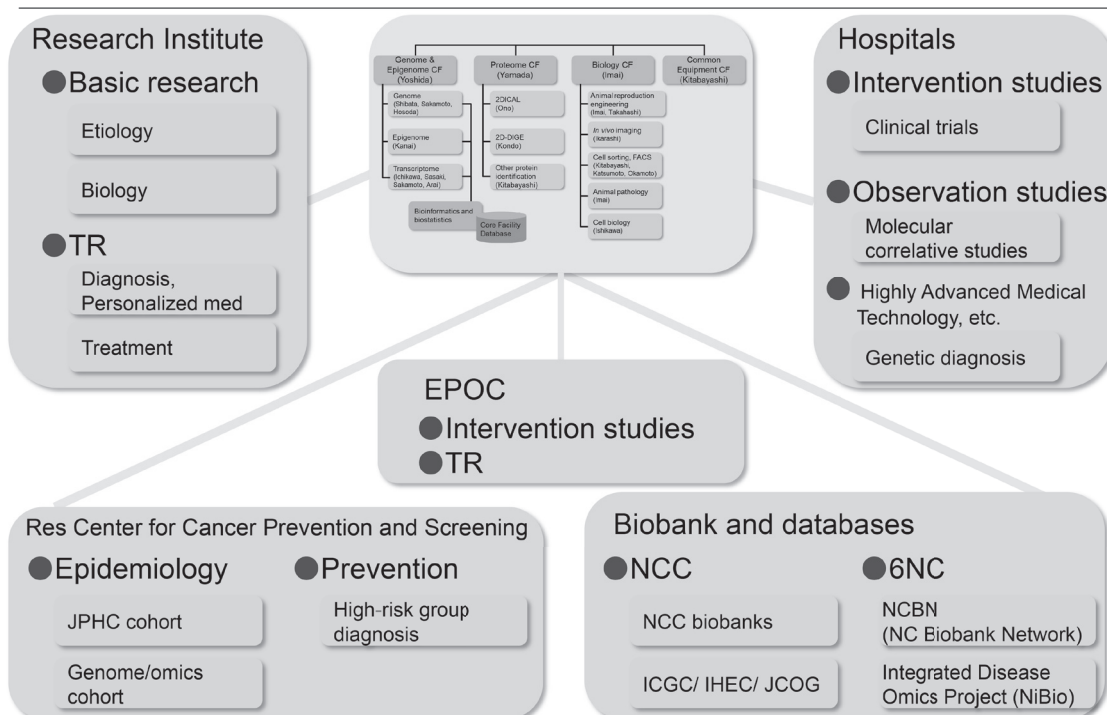 Research Institute
Basic research
Etiology
Biology
TR
Diagnosis,
Personalized med
Treatment
Genome &
Epigenome CF
(Yoshida)
Genome
(Shibata, Sakamoto,
Hosoda)
Epigenome
(Kanai)
Transcriptome
(Ichikawa, Sasaki,
Sakamoto, Arai)
Bioinformatics and
biostatistics
Core Facility
Database
Proteome CF
(Yamada)
2DICAL
(Ono)
2D-DIGE
(Kondo)
Other protein
identification
(Kitabayashi)
Biology CF
(Imai)
Animal reproduction
engineering
(Imai, Takahashi)
In vivo imaging
(Ikarashi)
Cell sorting, FACS
(Kitabayashi,
Katsumoto, Okamoto)
Animal pathology
(Imai)
Cell biology
(Ishikawa)
Common
Equipment CF
(Kitabayashi)
Hospitals
Intervention studies
Clinical trials
Observation studies
Molecular
correlative studies
Highly Advanced Medical
Technology, etc.
Genetic diagnosis
EPOC
Intervention studies
TR
Res Center for Cancer Prevention and Screening
Epidemiology
JPHC cohort
Genome/omics
cohort
Prevention
High-risk group
diagnosis
Biobank and databases
NCC
NCC biobanks
ICGC/ IHEC/ JCOG
6NC
NCBN
(NC Biobank Network)
Integrated Disease
Omics Project (NiBio)